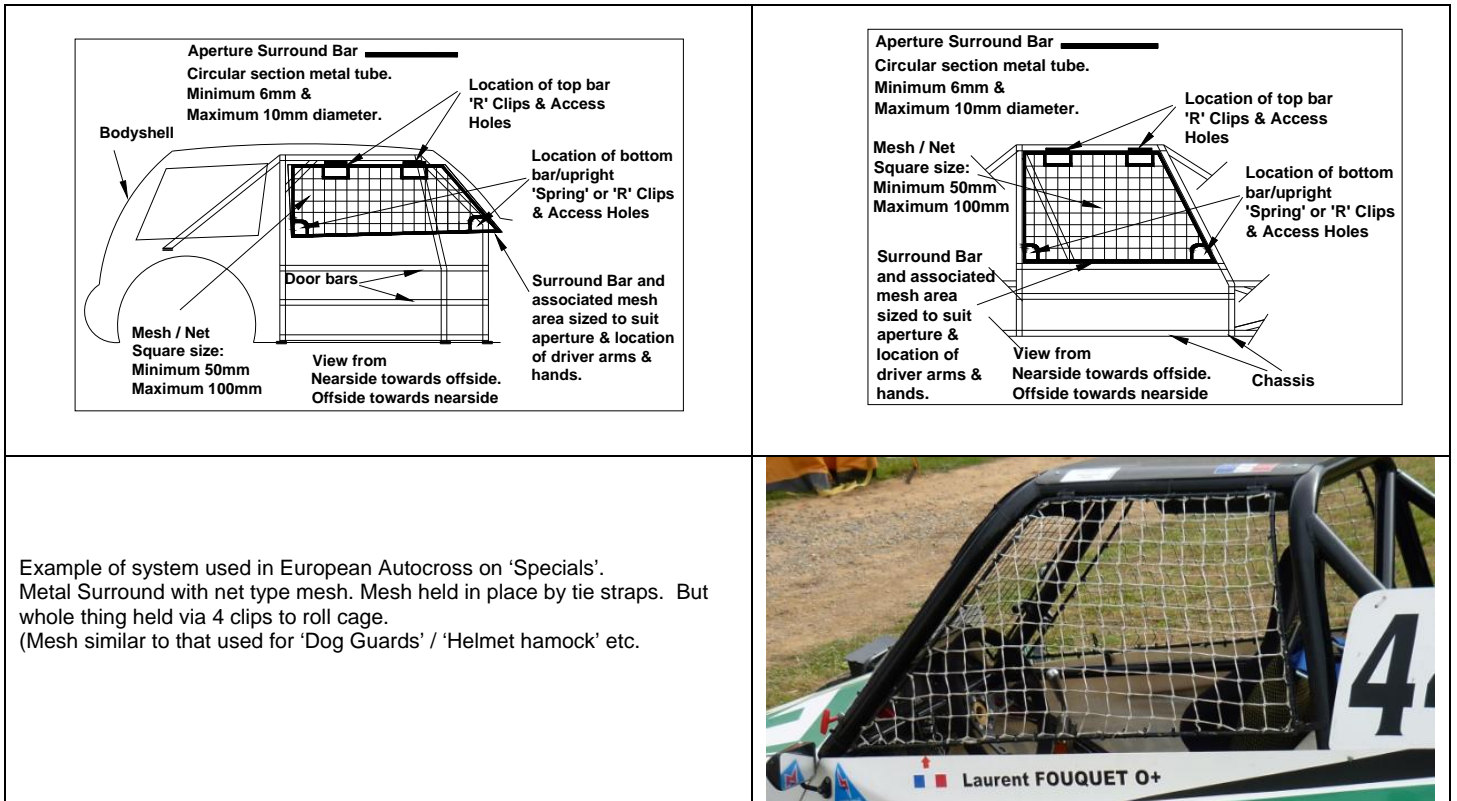 Aperture Surround Bar
Circular section metal tube.
Minimum 6mm &
Maximum 10mm diameter.
Location of top bar
'R' Clips & Access
Holes
Bodyshell
Location of bottom
bar/upright
'Spring' or 'R' Clips
& Access Holes
Door bars
Surround Bar and
associated mesh
area sized to suit
aperture & location
of driver arms &
hands.
Mesh / Net
Square size:
Minimum 50mm
Maximum 100mm
View from
Nearside towards offside.
Offside towards nearside
Aperture Surround Bar
Circular section metal tube.
Minimum 6mm &
Maximum 10mm diameter.
Location of top bar
'R' Clips & Access
Holes
Mesh / Net
Square size:
Minimum 50mm
Maximum 100mm
Location of bottom
bar/upright
'Spring' or 'R' Clips
& Access Holes
Surround Bar
and associated
mesh area
sized to suit
aperture &
location of
driver arms &
hands.
View from
Nearside towards offside.
Offside towards nearside
Chassis
Example of system used in European Autocross on ‘Specials’.
Metal Surround with net type mesh. Mesh held in place by tie straps.  But
whole thing held via 4 clips to roll cage.
(Mesh similar to that used for ‘Dog Guards’ / ‘Helmet hamock’ etc.
Laurent FOUQUET O+